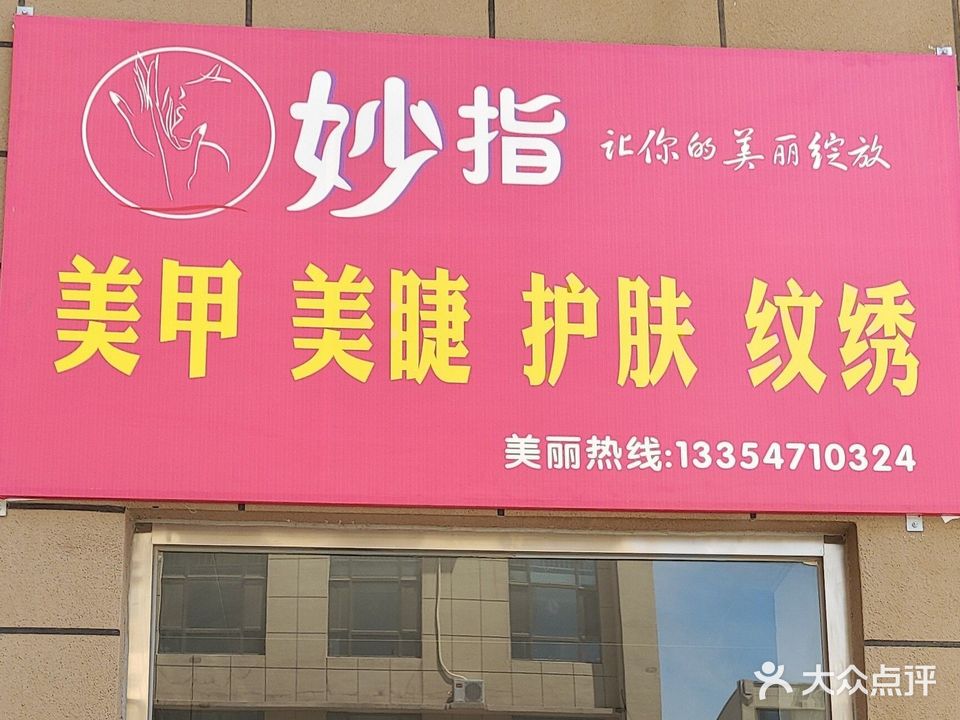 妙指 让你的美丽绽放
美甲 美睫 护肤 纹绣
美丽热线:13354710324
大众点评